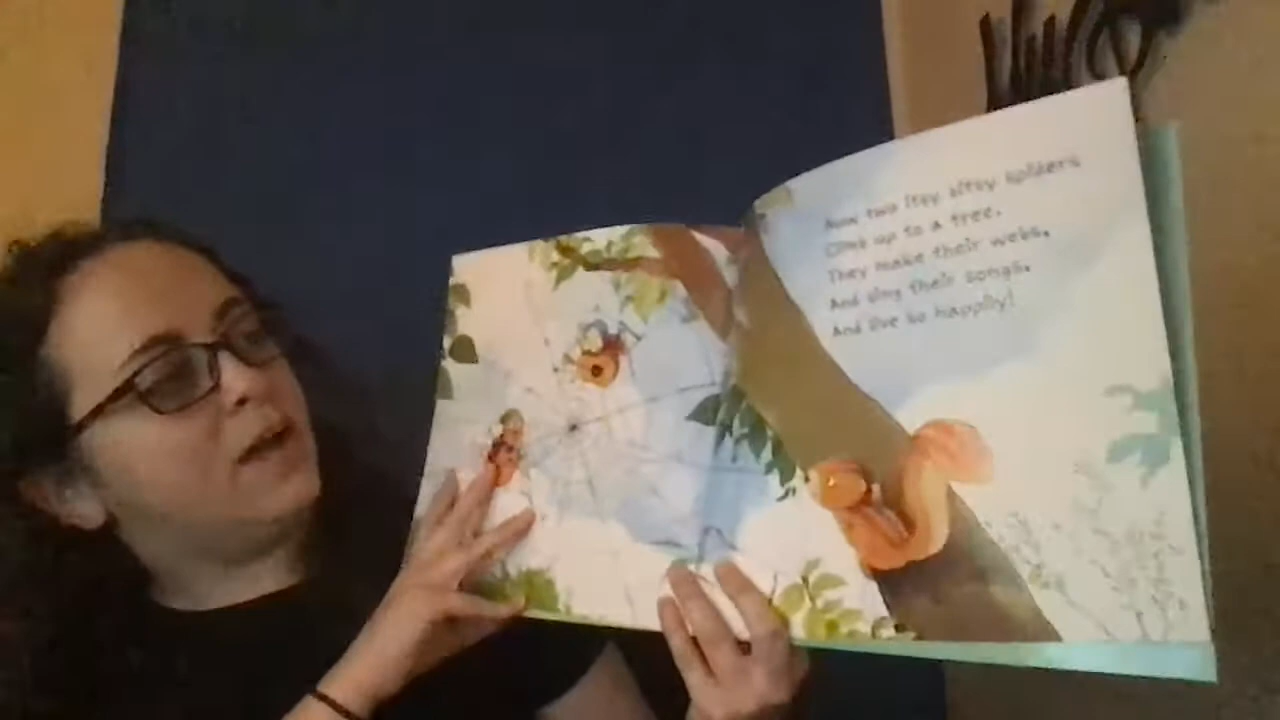 Now two itsy bitsy spiders
Climb up to a tree.
They make their webs.
And sing their songs.
And live so happily!